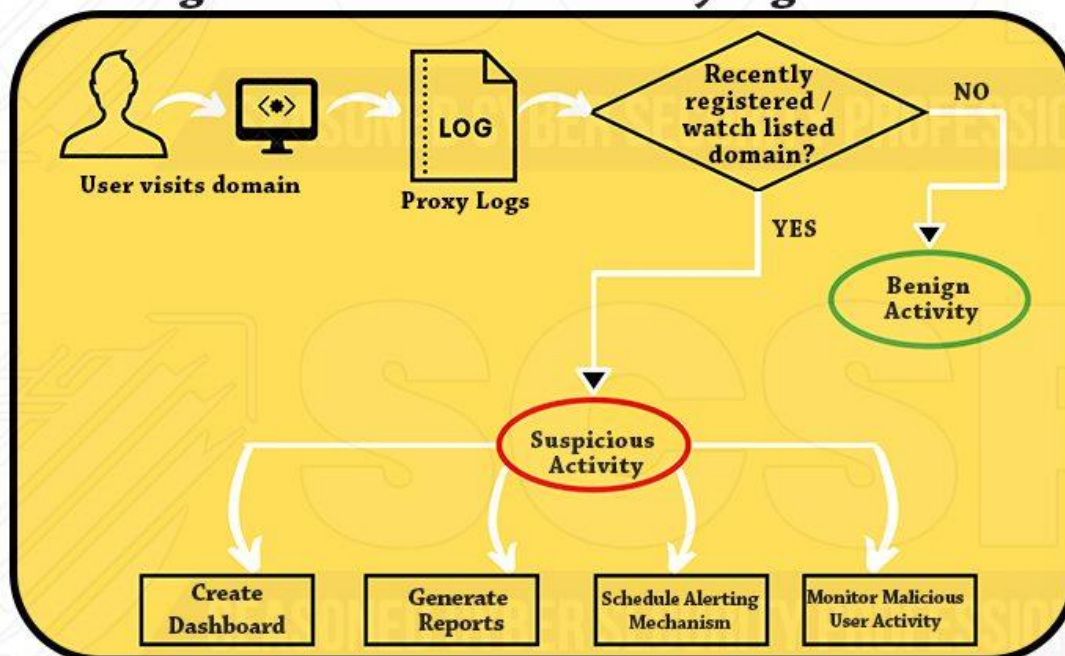 User visits domain
LOG
Proxy Logs
Recently
registered /
watch listed
domain?
NO
YES
Benign
Activity
Suspicious
Activity
Create
Dashboard
Generate
Reports
Schedule Alerting
Mechanism
Monitor Malicious
User Activity